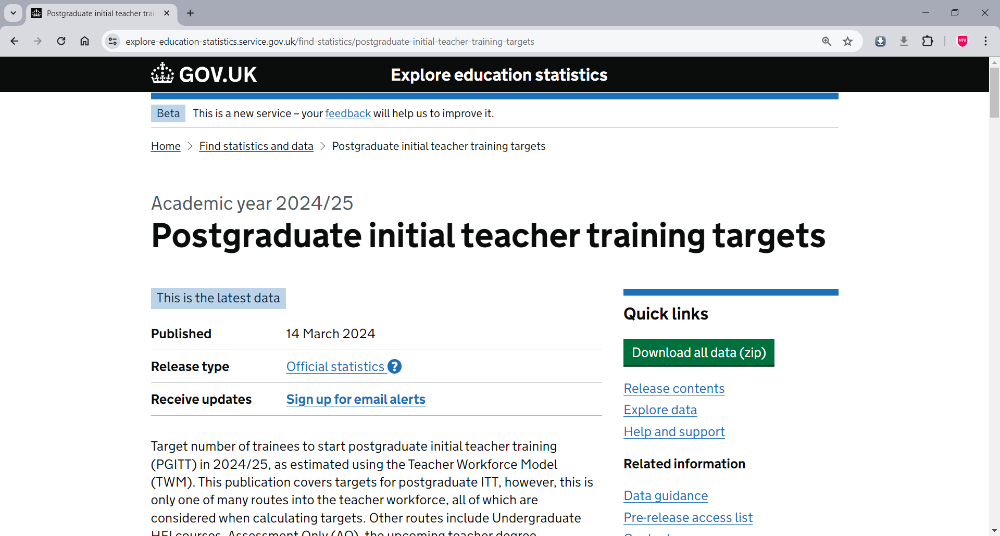 Postgraduate initial teacher trai
explore-education-statistics.service.gov.uk/find-statistics/postgraduate-initial-teacher-training-targets
NTU
GOV.UK
Explore education statistics
Beta This is a new service – your feedback will help us to improve it.
Home > Find statistics and data > Postgraduate initial teacher training targets
Academic year 2024/25
Postgraduate initial teacher training targets
This is the latest data
Published 14 March 2024
Release type Official statistics ?
Receive updates Sign up for email alerts
Target number of trainees to start postgraduate initial teacher training
(PGITT) in 2024/25, as estimated using the Teacher Workforce Model
(TWM). This publication covers targets for postgraduate ITT, however, this is
only one of many routes into the teacher workforce, all of which are
considered when calculating targets. Other routes include Undergraduate
HEI courses, Assessment Only (AO), the upcoming teacher degree
Quick links
Download all data (zip)
Release contents
Explore data
Help and support
Related information
Data guidance
Pre-release access list